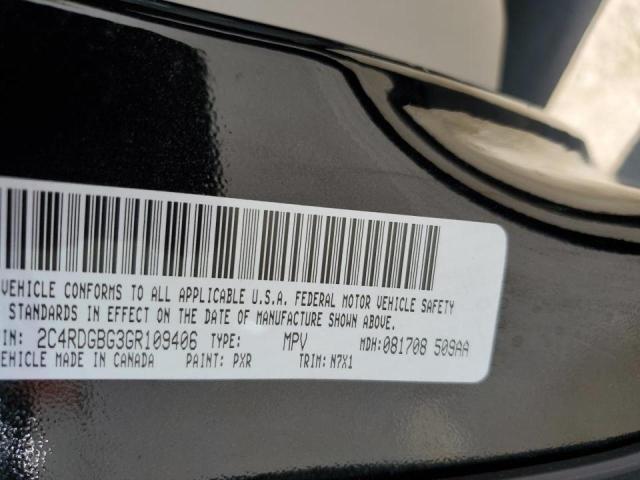 VEHICLE CONFORMS TO ALL APPLICABLE U.S.A. FEDERAL MOTOR VEHICLE SAFETY
STANDARDS IN EFFECT ON THE DATE OF MANUFACTURE SHOWN ABOVE.
IN: 2C4RDGBG3GR109406 TYPE: MPV MDH:081708 509AA
VEHICLE MADE IN CANADA PAINT: PXR TRIM:N7X1